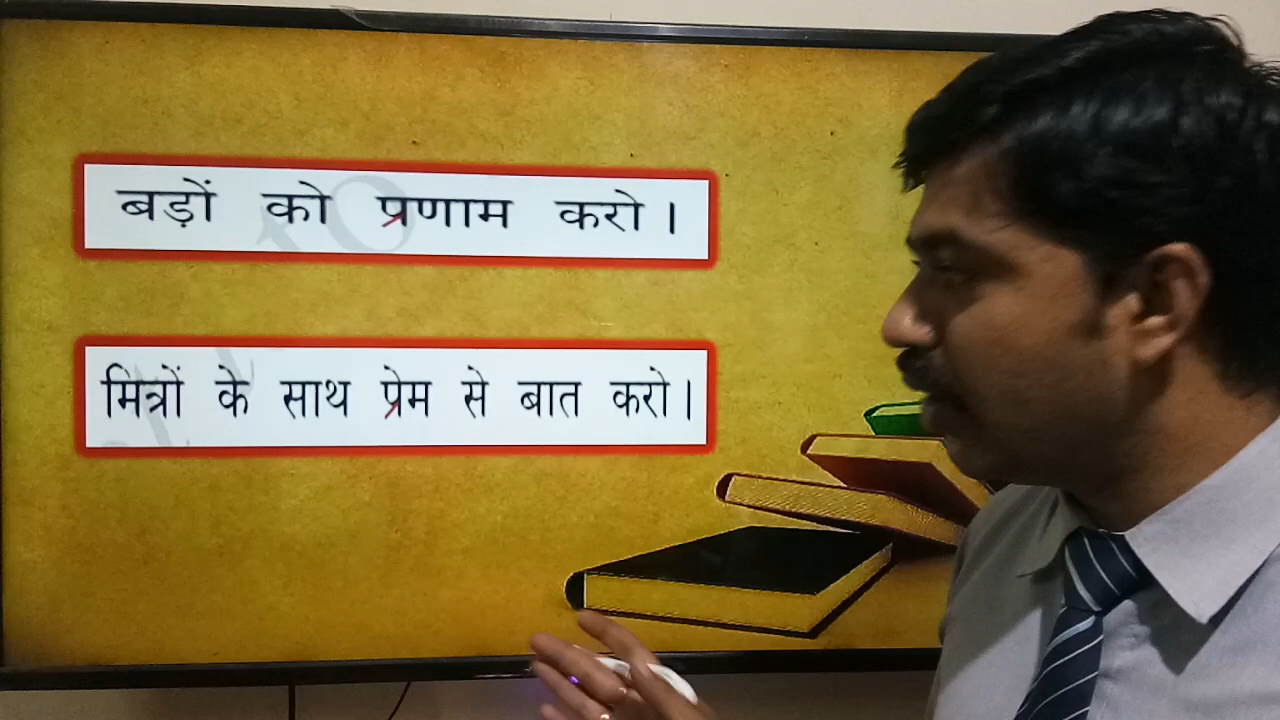 बड़ों को प्रणाम करो ।
मित्रों के साथ प्रेम से बात करो ।